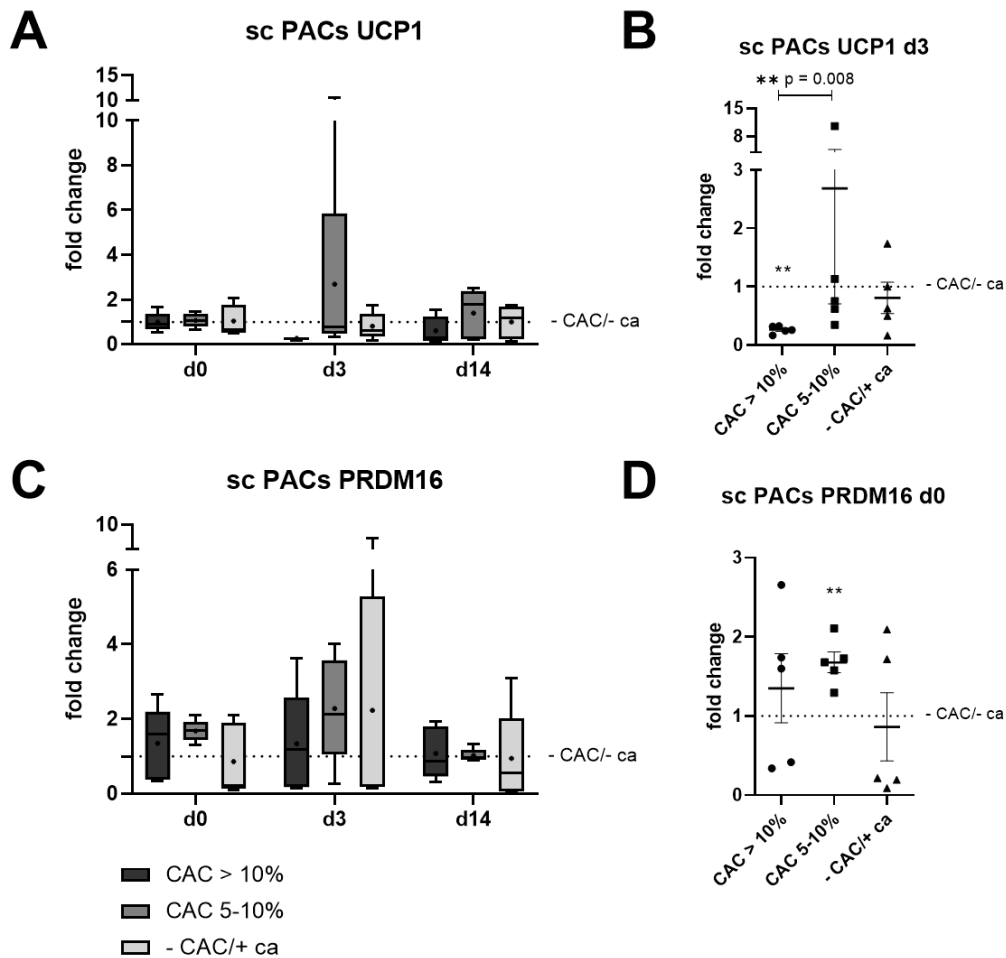 A
sc PACs UCP1
fold change
15
10
10
8
6
4
2
0
- CAC/- ca
d0
d3
d14
B
sc PACs UCP1 d3
** p = 0.008
fold change
15
8
3
2
1
0
**
- CAC/- ca
CAC > 10%
CAC 5-10%
- CAC/+ ca
C
sc PACs PRDM16
fold change
10
6
4
2
0
- CAC/- ca
d0
d3
d14
CAC > 10%
CAC 5-10%
- CAC/+ ca
D
sc PACs PRDM16 d0
fold change
3
2
1
0
**
- CAC/- ca
CAC > 10%
CAC 5-10%
- CAC/+ ca